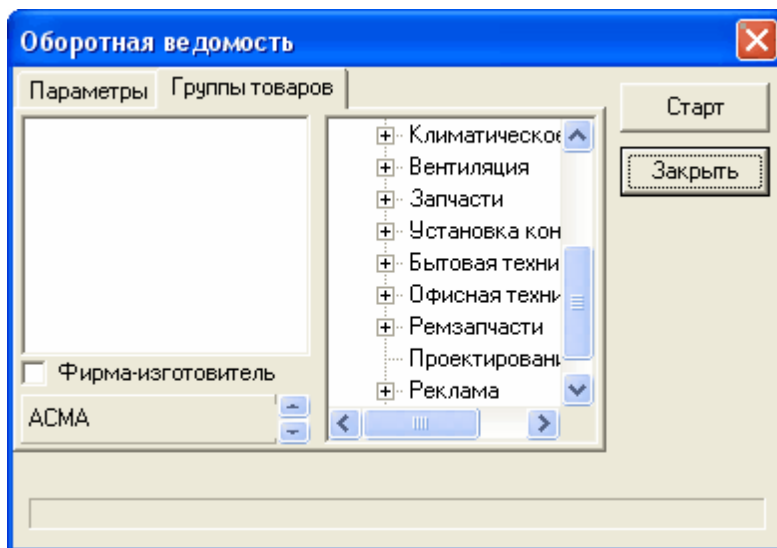 Оборотная ведомость
Параметры
Группы товаров
Старт
Закрыть
Климатическое
Вентиляция
Запчасти
Установка кон
Бытовая техни
Офисная техни
Ремзапчасти
Проектировани
Реклама
Фирма-изготовитель
ACMA